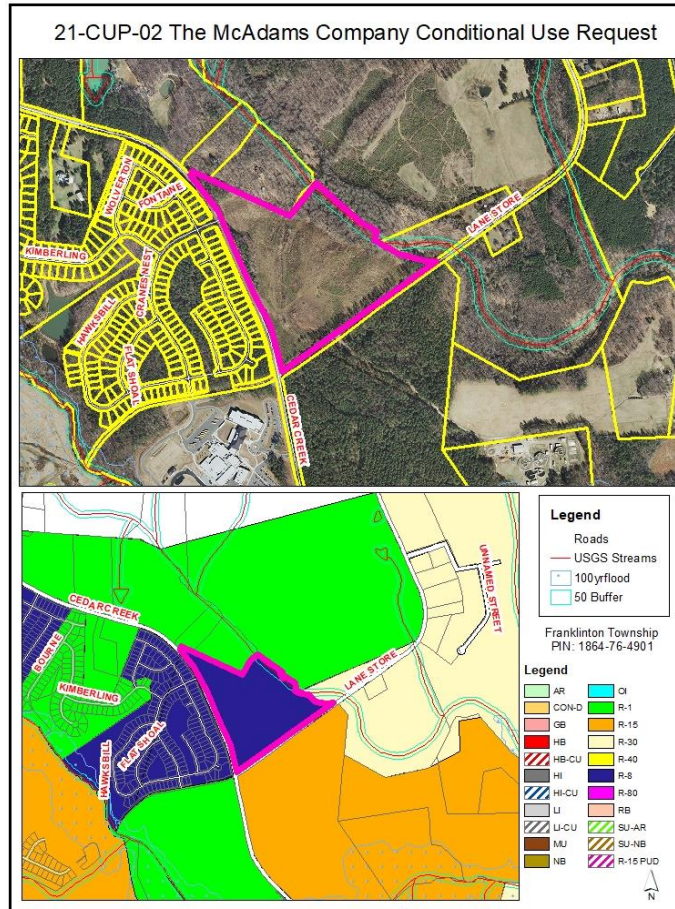 21-CUP-02 The McAdams Company Conditional Use Request
WOLVERTON
FONTAINE
KIMBERLING
CRANES NEST
HAWKSBILL
FLAT SHOAL
LANE STORE
CEDAR CREEK
CEDAR CREEK
BOURNE
KIMBERLING
FLAT SHOAL
HAWKSBILL
LANE STORE
UNNAMED_STREET
Legend
Roads
USGS Streams
100yrflood
50 Buffer
Franklinton Township
PIN: 1864-76-4901
Legend
AR
CON-D
GB
HB
HB-CU
HI
HI-CU
LI
LI-CU
MU
NB
OI
R-1
R-15
R-30
R-40
R-8
R-80
RB
SU-AR
SU-NB
R-15 PUD
N